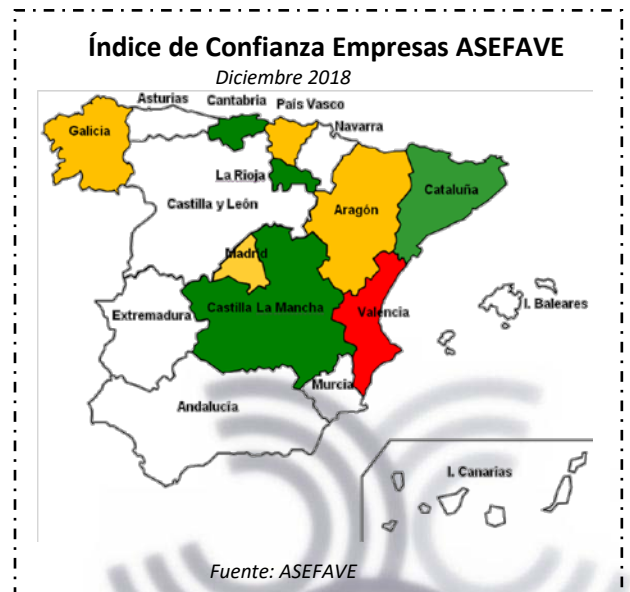 Índice de Confianza Empresas ASEFAVE
Diciembre 2018
Asturias
Cantabria
País Vasco
Galicia
Navarra
La Rioja
Castilla y León
Cataluña
Aragón
Madrid
I. Baleares
Castilla La Mancha
Valencia
Extremadura
Murcia
Andalucía
I. Canarias
Fuente: ASEFAVE